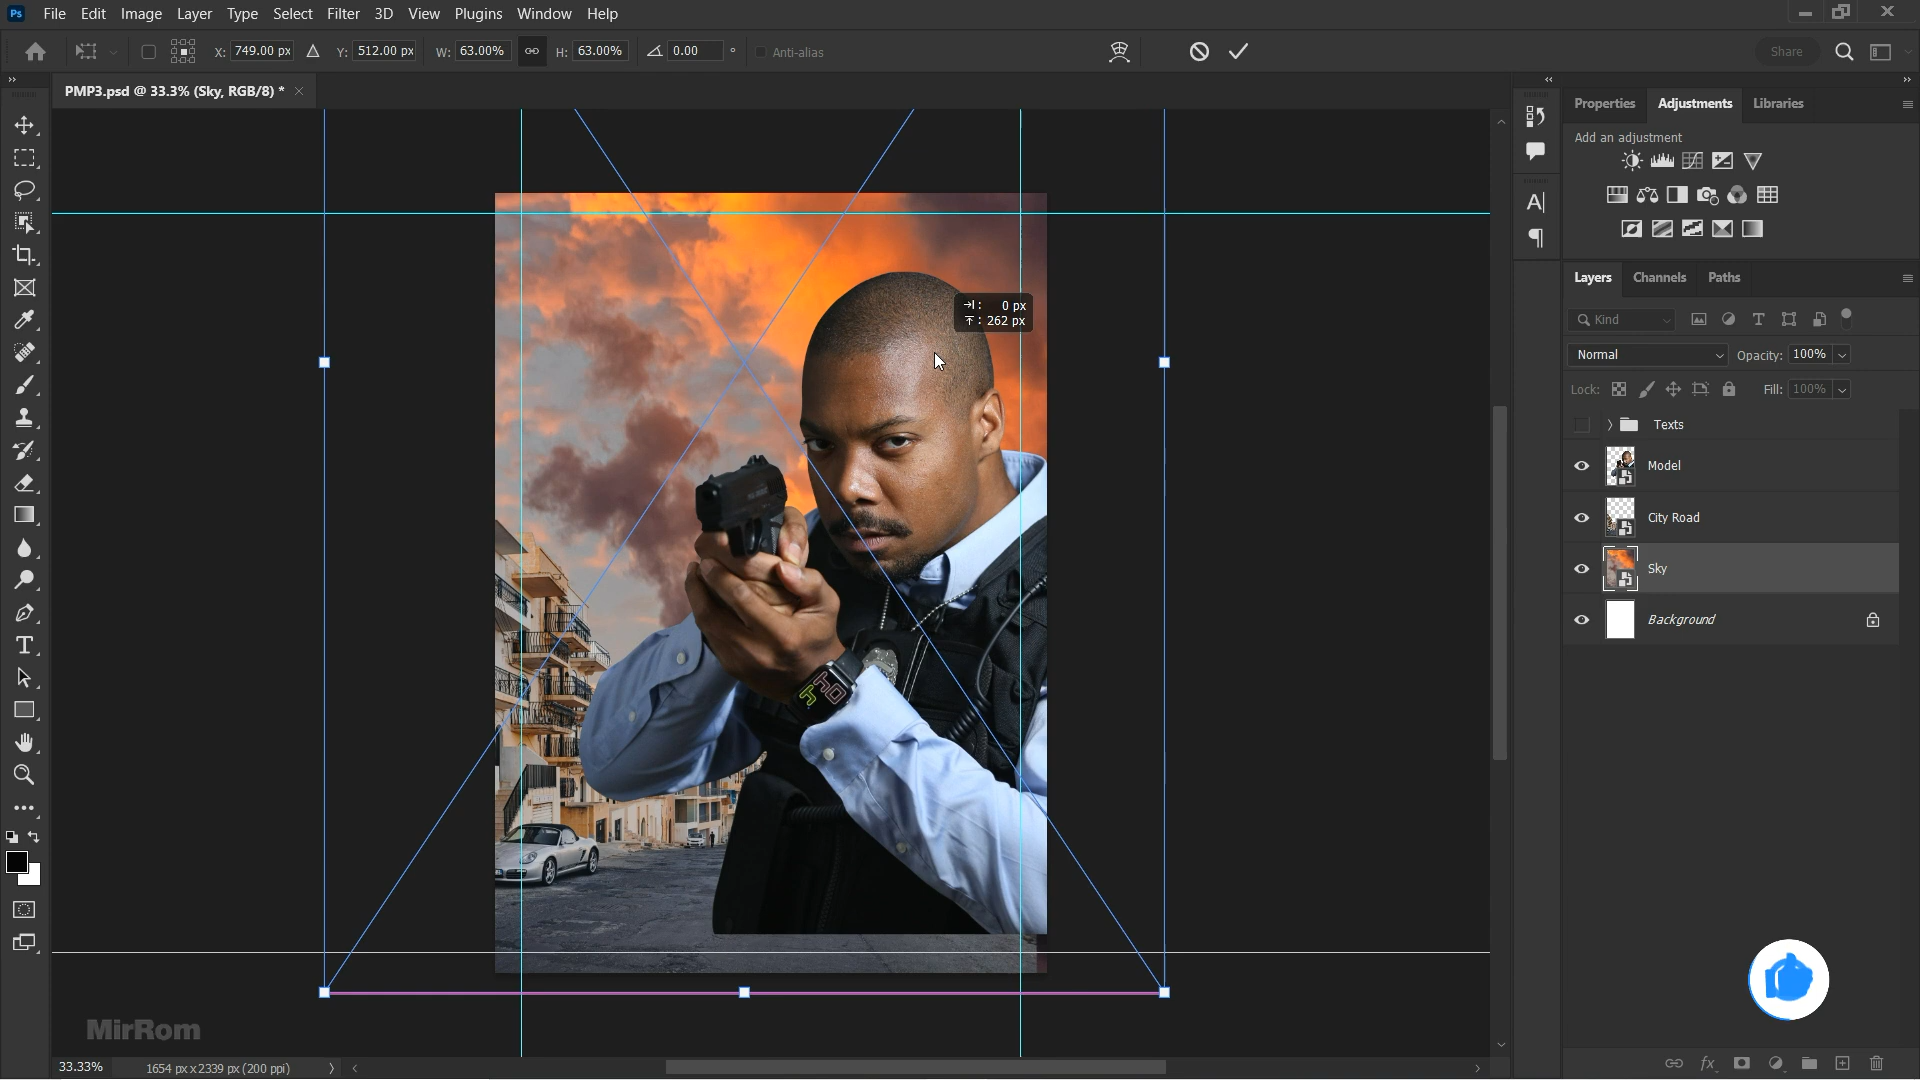 Ps File Edit Image Layer Type Select Filter 3D View Plugins Window Help
X: 749.00 px Y: 512.00 px W: 63.00% H: 63.00% 0.00 ° Anti-alias Share
PMP3.psd @ 33.3% (Sky, RGB/8) *
Properties Adjustments Libraries
Add an adjustment
Layers Channels Paths
Kind
Normal Opacity: 100%
Lock: Fill: 100%
Texts
Model
City Road
Sky
Background
: 0 px
: 262 px
MirRom
33.33% 1654 px x 2339 px (200 ppi)